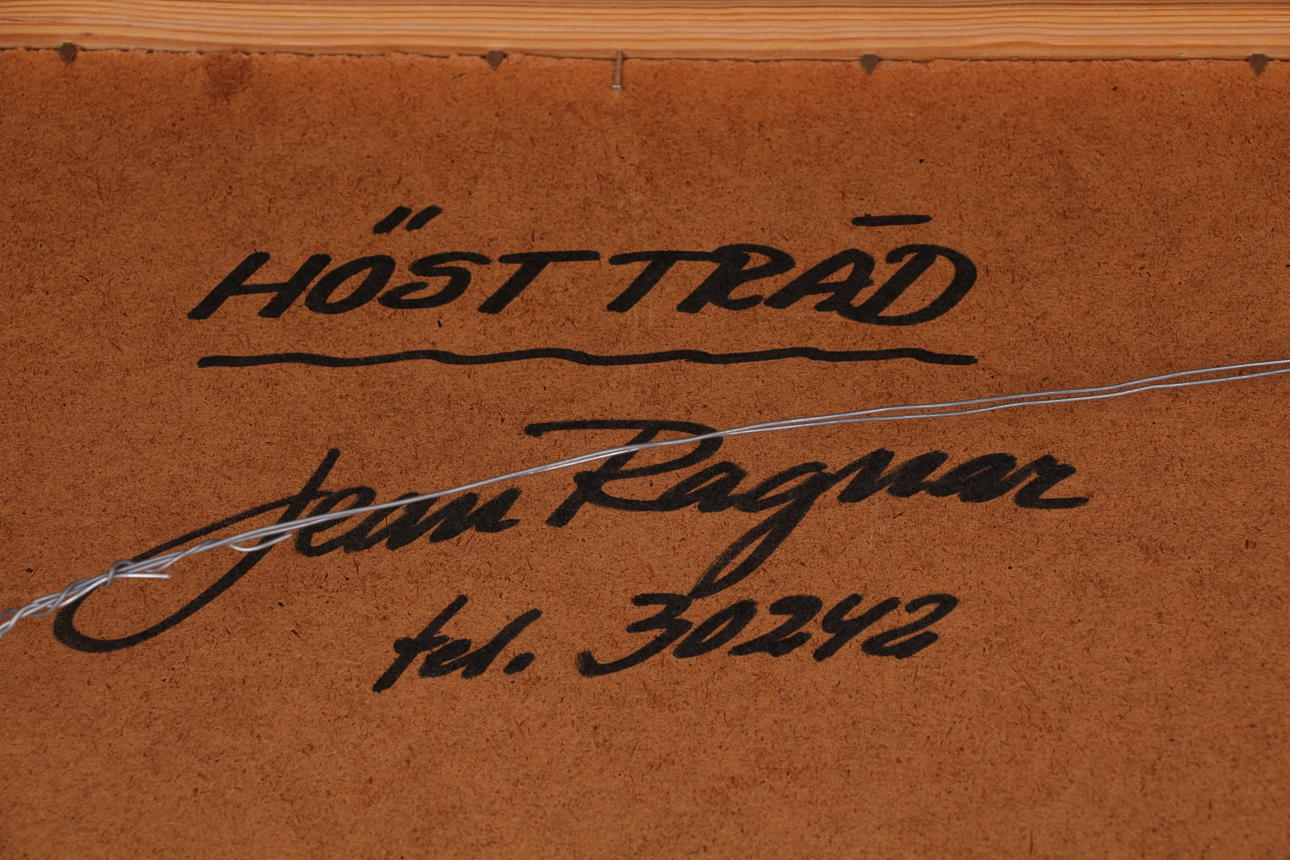 HÖST TRÄD
Jean Ragnar
tel. 30242